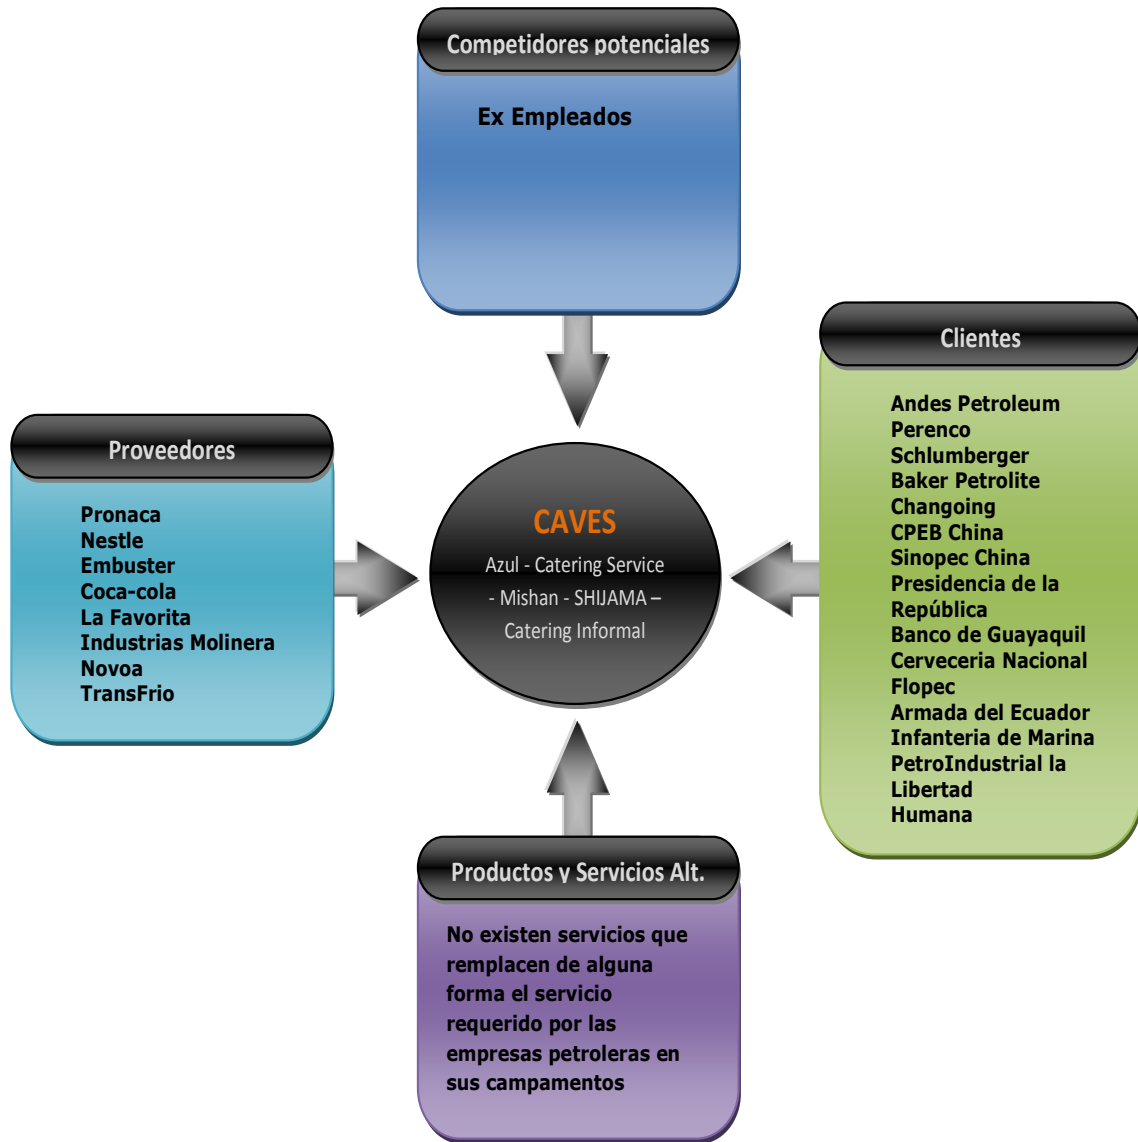 Competidores potenciales
Ex Empleados
Clientes
Andes Petroleum
Perenco
Schlumberger
Baker Petrolite
Changoing
CPEB China
Sinopec China
Presidencia de la
República
Banco de Guayaquil
Cerveceria Nacional
Flopec
Armada del Ecuador
Infanteria de Marina
PetroIndustrial la
Libertad
Humana
Proveedores
Pronaca
Nestle
Embuster
Coca-cola
La Favorita
Industrias Molinera
Novoa
TransFrio
CAVES
Azul - Catering Service
- Mishan - SHIJAMA –
Catering Informal
Productos y Servicios Alt.
No existen servicios que
remplacen de alguna
forma el servicio
requerido por las
empresas petroleras en
sus campamentos